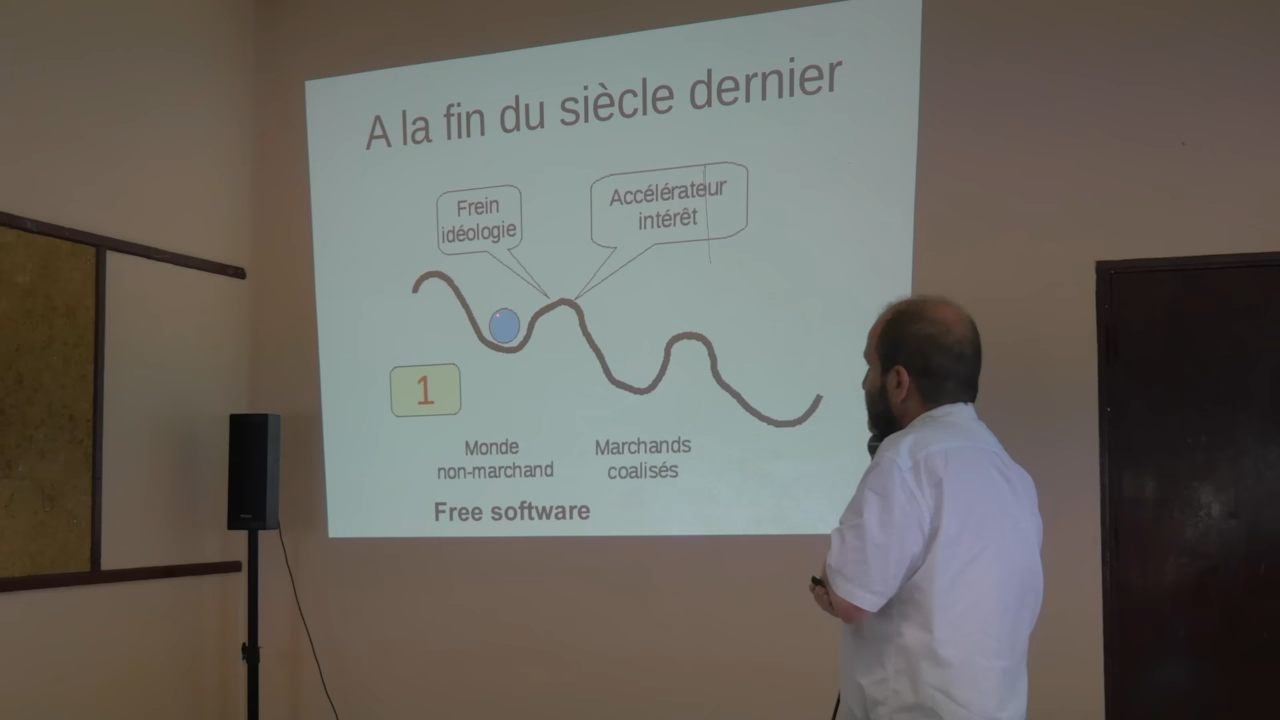 A la fin du siècle dernier
Frein
idéologie
Accélérateur
intérêt
1
Monde
non-marchand
Marchands
coalisés
Free software